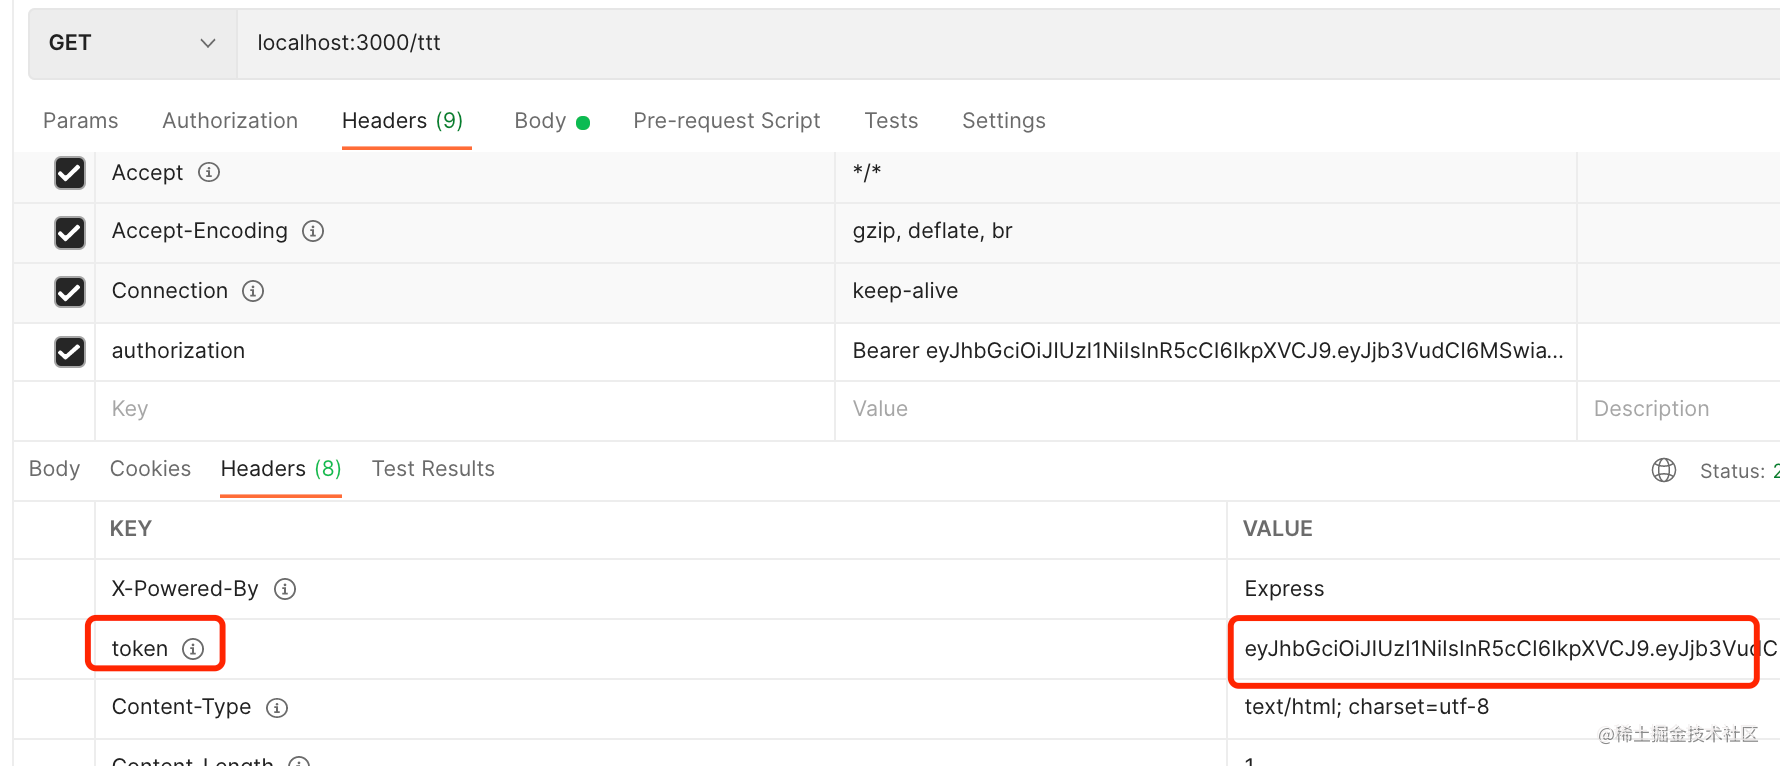 GET localhost:3000/ttt
Params Authorization Headers (9) Body Pre-request Script Tests Settings
Accept */*
Accept-Encoding gzip, deflate, br
Connection keep-alive
authorization Bearer eyJhbGciOiJIUzI1NiIsInR5cCI6IkpXVCJ9.eyJjb3VudCI6MSwia...
Key Value Description
Body Cookies Headers (8) Test Results Status: 2
KEY VALUE
X-Powered-By Express
token eyJhbGciOiJIUzI1NiIsInR5cCI6IkpXVCJ9.eyJjb3VudC
Content-Type text/html; charset=utf-8
@稀土掘金技术社区
Content-Length 1